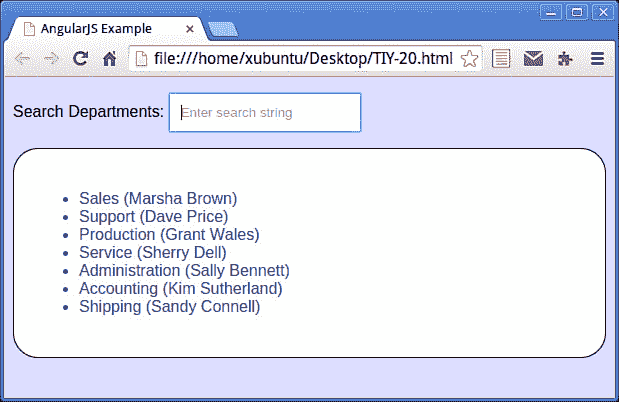 AngularJS Example
file:///home/xubuntu/Desktop/TIY-20.html
Search Departments: Enter search string
Sales (Marsha Brown)
Support (Dave Price)
Production (Grant Wales)
Service (Sherry Dell)
Administration (Sally Bennett)
Accounting (Kim Sutherland)
Shipping (Sandy Connell)